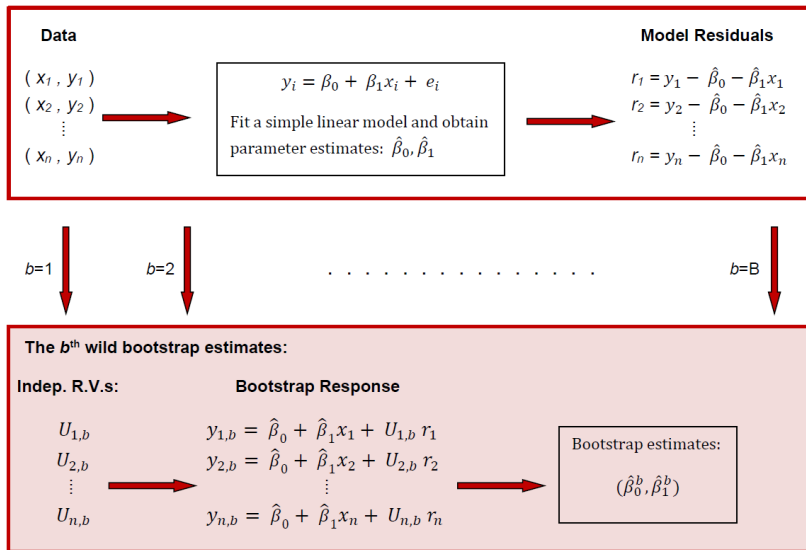 Data
( x₁ , y₁ )
( x₂ , y₂ )
⋮
( xₙ , yₙ )
yᵢ = β₀ + β₁xᵢ + eᵢ
Fit a simple linear model and obtain
parameter estimates: β̂₀, β̂₁
Model Residuals
r₁ = y₁ − β̂₀ − β̂₁x₁
r₂ = y₂ − β̂₀ − β̂₁x₂
⋮
rₙ = yₙ − β̂₀ − β̂₁xₙ
b=1
b=2
. . . . . . . . . . . . . . .
b=B
The bᵗʰ wild bootstrap estimates:
Indep. R.V.s:
U₁,b
U₂,b
⋮
Uₙ,b
Bootstrap Response
y₁,b = β̂₀ + β̂₁x₁ + U₁,b r₁
y₂,b = β̂₀ + β̂₁x₂ + U₂,b r₂
⋮
yₙ,b = β̂₀ + β̂₁xₙ + Uₙ,b rₙ
Bootstrap estimates:
(β̂₀ᵇ, β̂₁ᵇ)